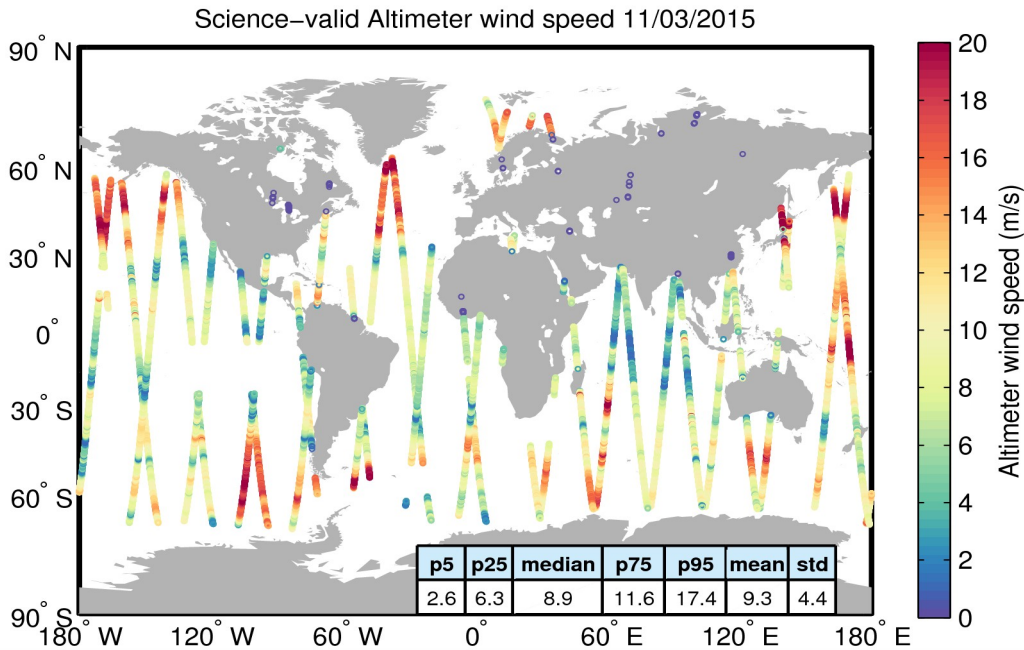 Science−valid Altimeter wind speed 11/03/2015
90° N
60° N
30° N
0°
30° S
60° S
90° S
180° W
120° W
60° W
0°
60° E
120° E
180° E
p5 p25 median p75 p95 mean std
2.6 6.3 8.9 11.6 17.4 9.3 4.4
20
18
16
14
12
10
8
6
4
2
0
Altimeter wind speed (m/s)